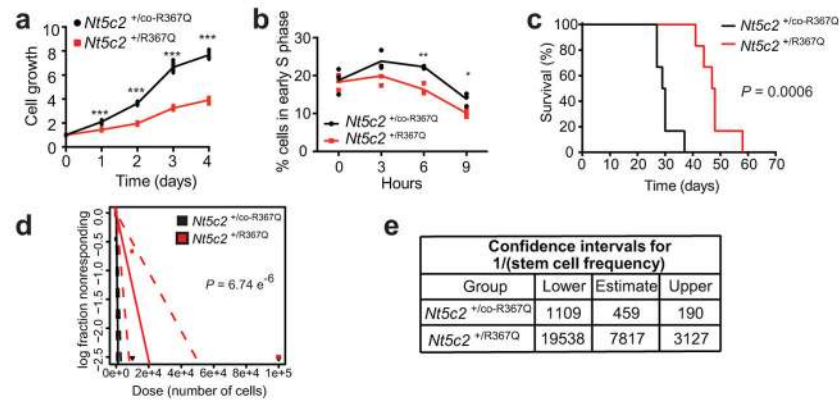 a
Nt5c2 +/co-R367Q
Nt5c2 +/R367Q
Cell growth
10
8
6
4
2
0
***
***
***
***
0 1 2 3 4
Time (days)
b
% cells in early S phase
40
30
20
10
0
**
*
Nt5c2 +/co-R367Q
Nt5c2 +/R367Q
0 3 6 9
Hours
c
Nt5c2 +/co-R367Q
Nt5c2 +/R367Q
Survival (%)
100
80
60
40
20
0
P = 0.0006
0 10 20 30 40 50 60 70
Time (days)
d
log fraction nonresponding
0.0
-0.5
-1.0
-1.5
-2.0
-2.5
Nt5c2 +/co-R367Q
Nt5c2 +/R367Q
P = 6.74 e-6
0e+0 2e+4 4e+4 6e+4 8e+4 1e+5
Dose (number of cells)
e
Confidence intervals for
1/(stem cell frequency)
Group Lower Estimate Upper
Nt5c2 +/co-R367Q 1109 459 190
Nt5c2 +/R367Q 19538 7817 3127